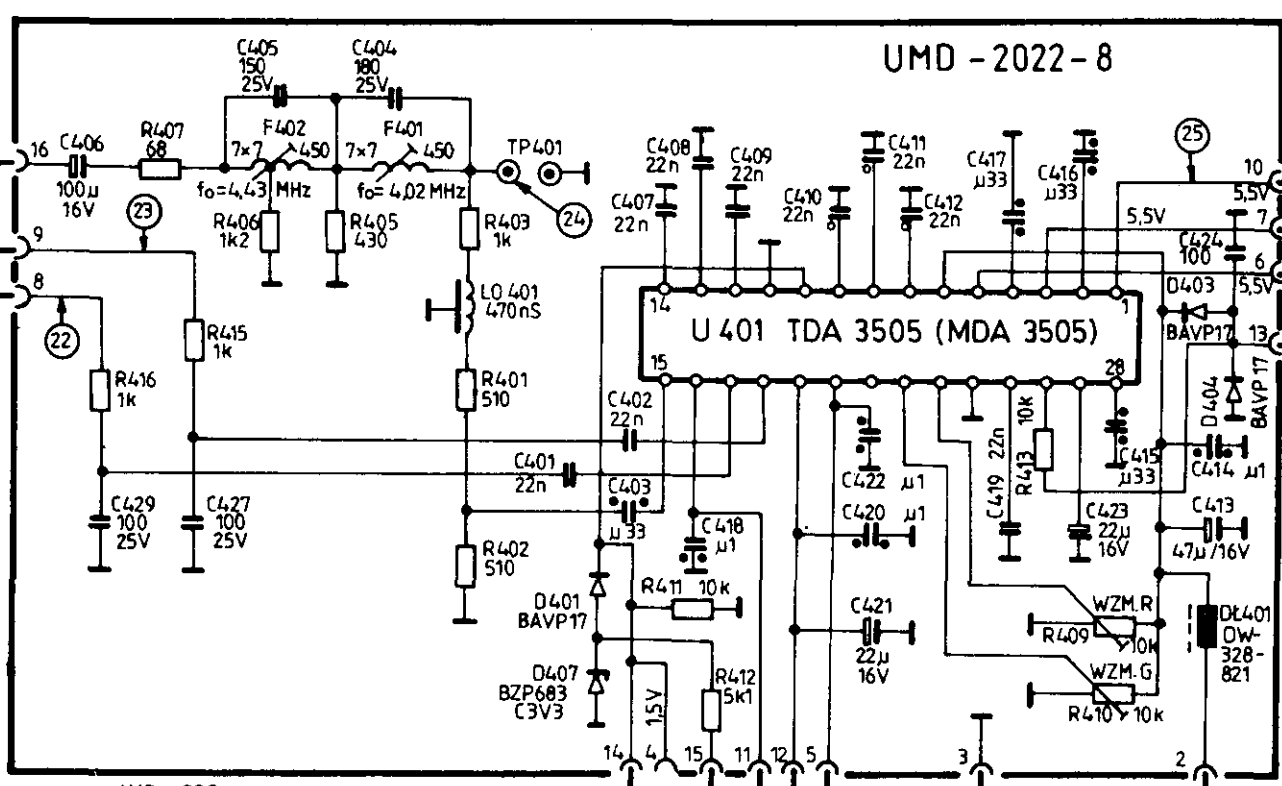 UMD - 2022 - 8
C405
150
25V
C404
180
25V
16
C406
100µ
16V
R407
68
F402
7×7
450
fo=4,43 MHz
F401
7×7
450
fo=4,02 MHz
TP401
24
R406
1k2
R405
430
R403
1k
23
9
8
22
LO 401
470nS
R415
1k
R416
1k
R401
510
C402
22n
C401
22n
C403
µ33
C429
100
25V
C427
100
25V
R402
510
C408
22n
C409
22n
C407
22n
C410
22n
C411
22n
C412
22n
C417
µ33
C416
µ33
25
10
5,5V
7
5,5V
C424
100
6
5,5V
D403
BAVP17
13
14
1
U 401 TDA 3505 (MDA 3505)
15
28
D404
BAVP 17
C415
µ33
C414 µ1
C422 µ1
C420 µ1
C419 22n
R413 10k
C423
22µ
16V
C413
47µ/16V
C418
µ1
R411 10k
D401
BAVP17
D407
BZP683
C3V3
R412
5k1
1,5V
C421
22µ
16V
WZM.R
R409
10k
WZM.G
R410
10k
DŁ401
DW-
328-
821
14
4
15
11
12
5
3
2